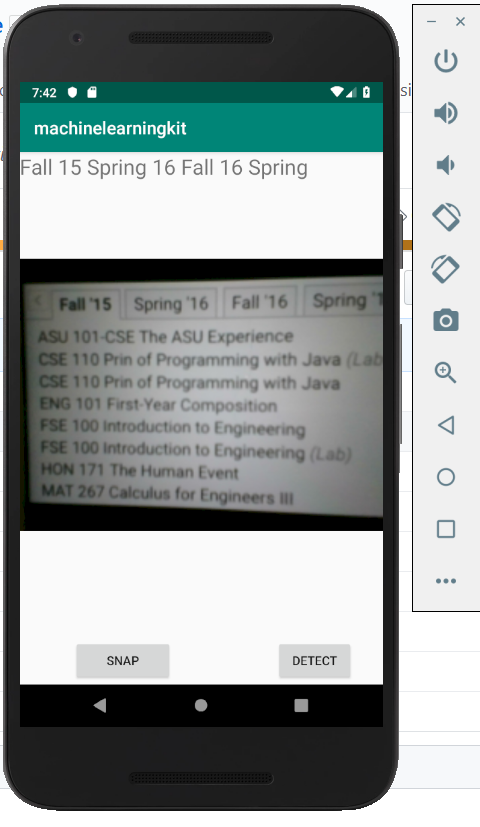 7:42
machinelearningkit
Fall 15 Spring 16 Fall 16 Spring
Fall '15 Spring '16 Fall '16 Spring
ASU 101-CSE The ASU Experience
CSE 110 Prin of Programming with Java (Lab
CSE 110 Prin of Programming with Java
ENG 101 First-Year Composition
FSE 100 Introduction to Engineering
FSE 100 Introduction to Engineering (Lab)
HON 171 The Human Event
MAT 267 Calculus for Engineers III
SNAP DETECT